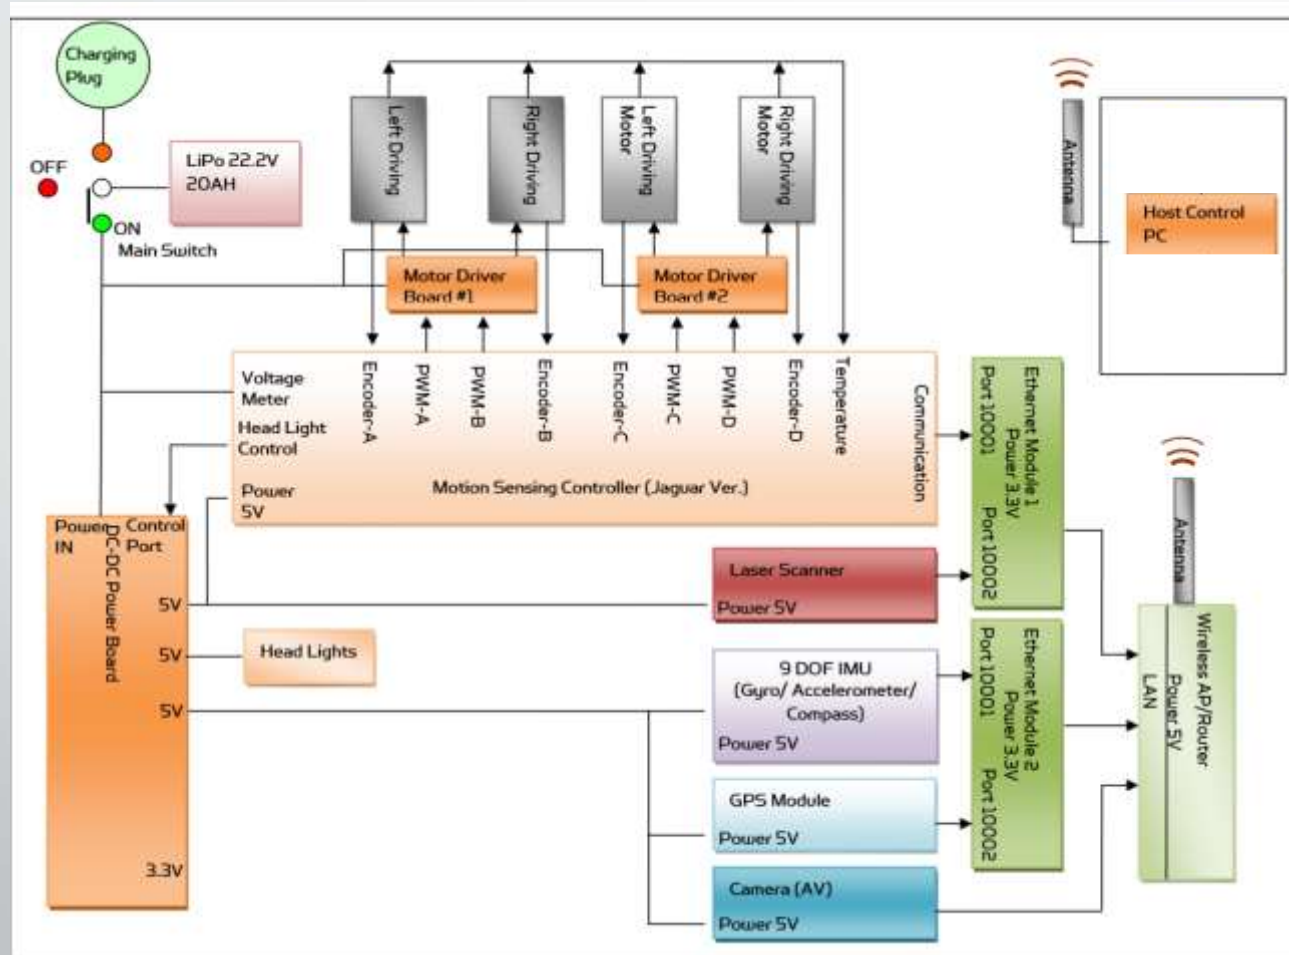 Charging
Plug
OFF
LiPo 22.2V
20AH
ON
Main Switch
Left Driving
Right Driving
Left Driving
Motor
Right Driving
Motor
Antenna
Host Control
PC
Motor Driver
Board #1
Motor Driver
Board #2
Voltage
Meter
Head Light
Control
Power
5V
Encoder-A
PWM-A
PWM-B
Encoder-B
Encoder-C
PWM-C
PWM-D
Encoder-D
Temperature
Communication
Motion Sensing Controller (Jaguar Ver.)
Ethernet Module 1
Power 3.3V
Port 10001
Port 10002
Power
IN
Control
Port
DC-DC Power Board
5V
5V
5V
3.3V
Head Lights
Laser Scanner
Power 5V
9 DOF IMU
(Gyro/ Accelerometer/
Compass)
Power 5V
GPS Module
Power 5V
Camera (AV)
Power 5V
Ethernet Module 2
Power 3.3V
Port 10001
Port 10002
Antenna
Wireless AP/Router
Power 5V
LAN